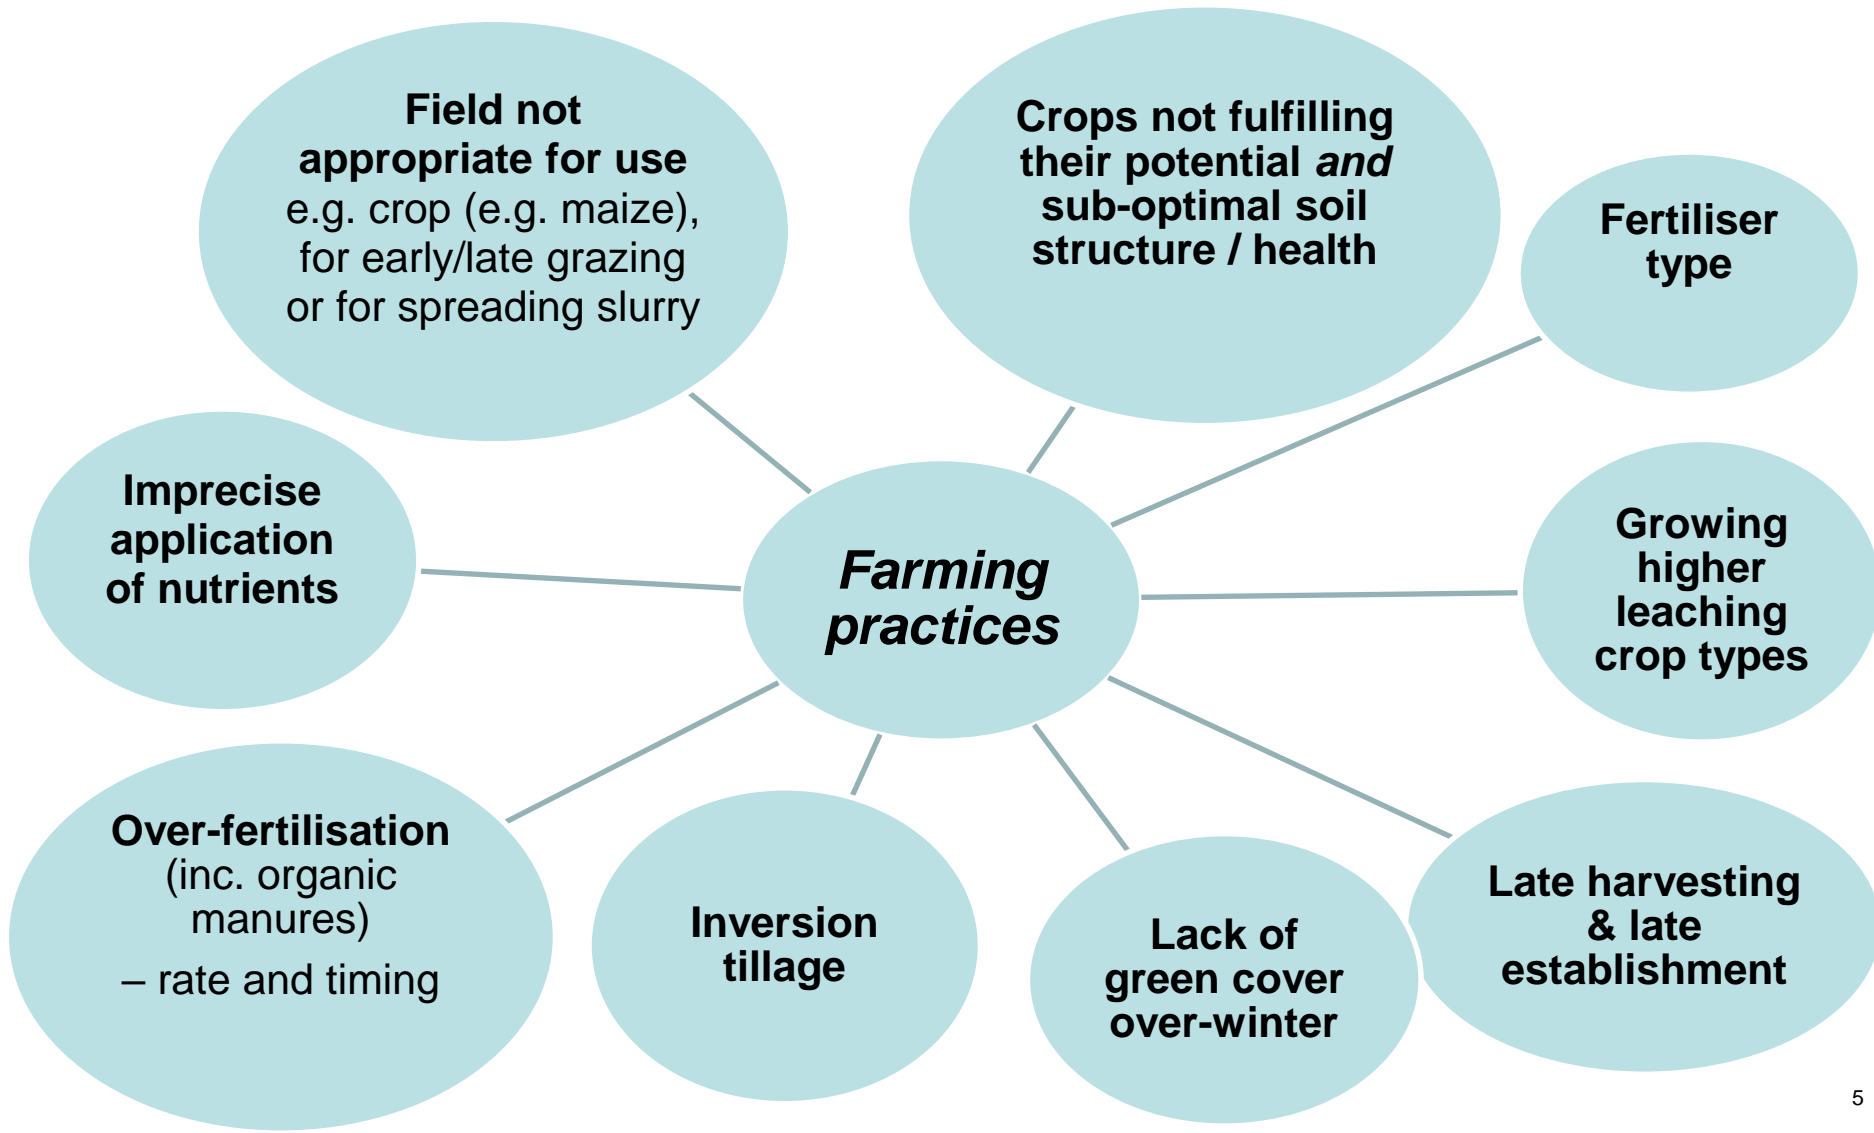 Field not
appropriate for use
e.g. crop (e.g. maize),
for early/late grazing
or for spreading slurry
Crops not fulfilling
their potential and
sub-optimal soil
structure / health
Fertiliser
type
Imprecise
application
of nutrients
Farming
practices
Growing
higher
leaching
crop types
Over-fertilisation
(inc. organic
manures)
– rate and timing
Inversion
tillage
Lack of
green cover
over-winter
Late harvesting
& late
establishment
5